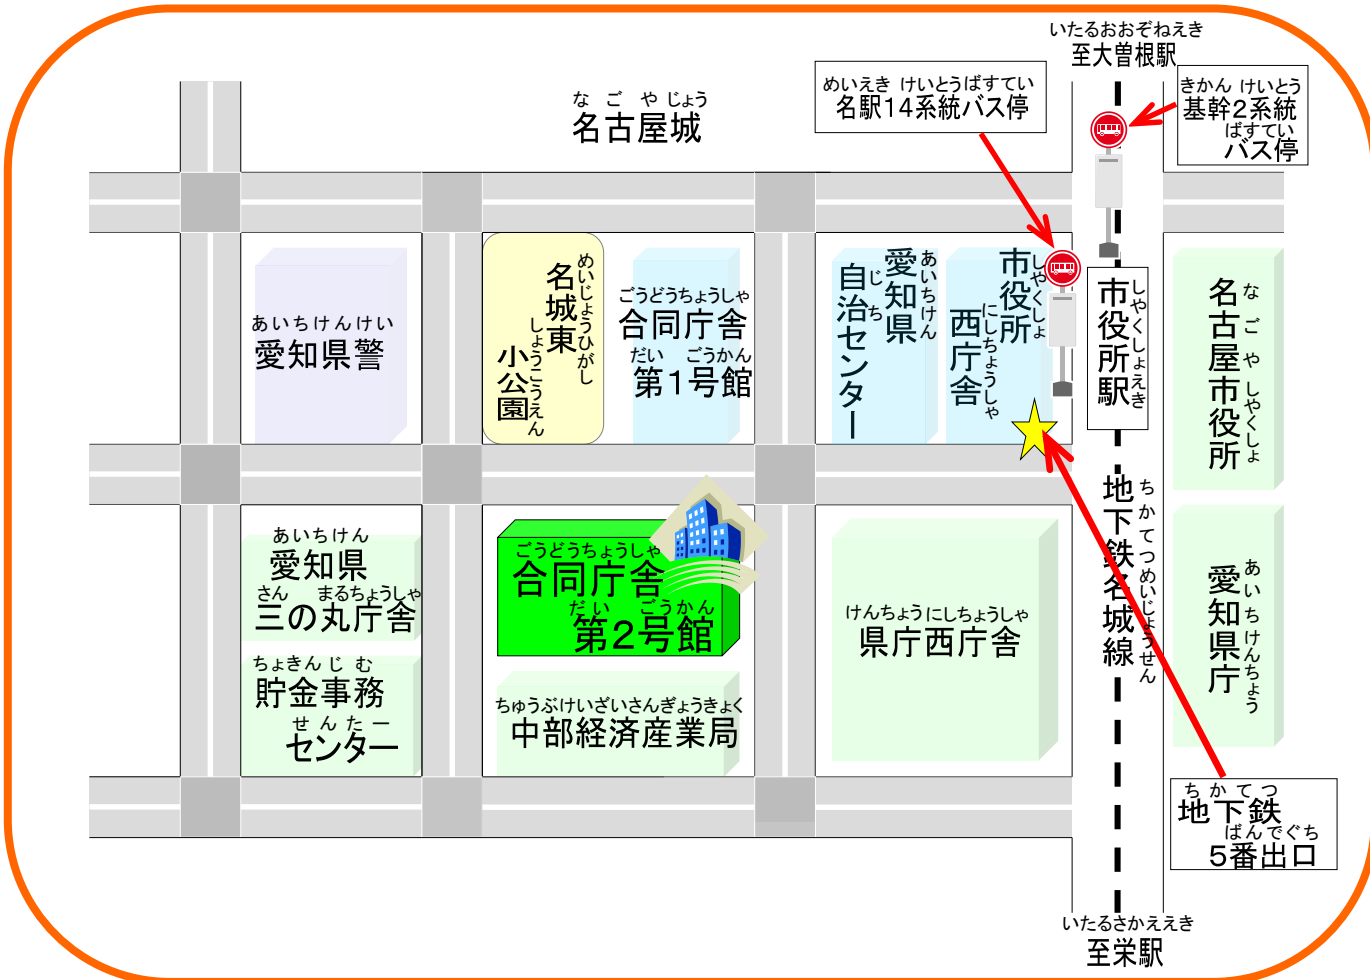 いたるおおぞねえき
至大曽根駅
めいえき けいとうばすてい
名駅14系統バス停
きかん けいとう
基幹2系統
ばすてい
バス停
なごやじょう
名古屋城
あいちけんけい
愛知県警
めいじょうひがし
名城東
しょうこうえん
小公園
ごうどうちょうしゃ
合同庁舎
だい ごうかん
第1号館
あいちけん
愛知県
じち
自治センター
しやくしょ
市役所
にしちょうしゃ
西庁舎
しやくしょえき
市役所駅
なごやしやくしょ
名古屋市役所
あいちけん
愛知県
さん まるちょうしゃ
三の丸庁舎
ちょきんじむ
貯金事務
せんたー
センター
ごうどうちょうしゃ
合同庁舎
だい ごうかん
第2号館
ちゅうぶけいざいさんぎょうきょく
中部経済産業局
けんちょうにしちょうしゃ
県庁西庁舎
ちかてつめいじょうせん
地下鉄名城線
あいちけんちょう
愛知県庁
ちかてつ
地下鉄
ばんでぐち
5番出口
いたるさかええき
至栄駅